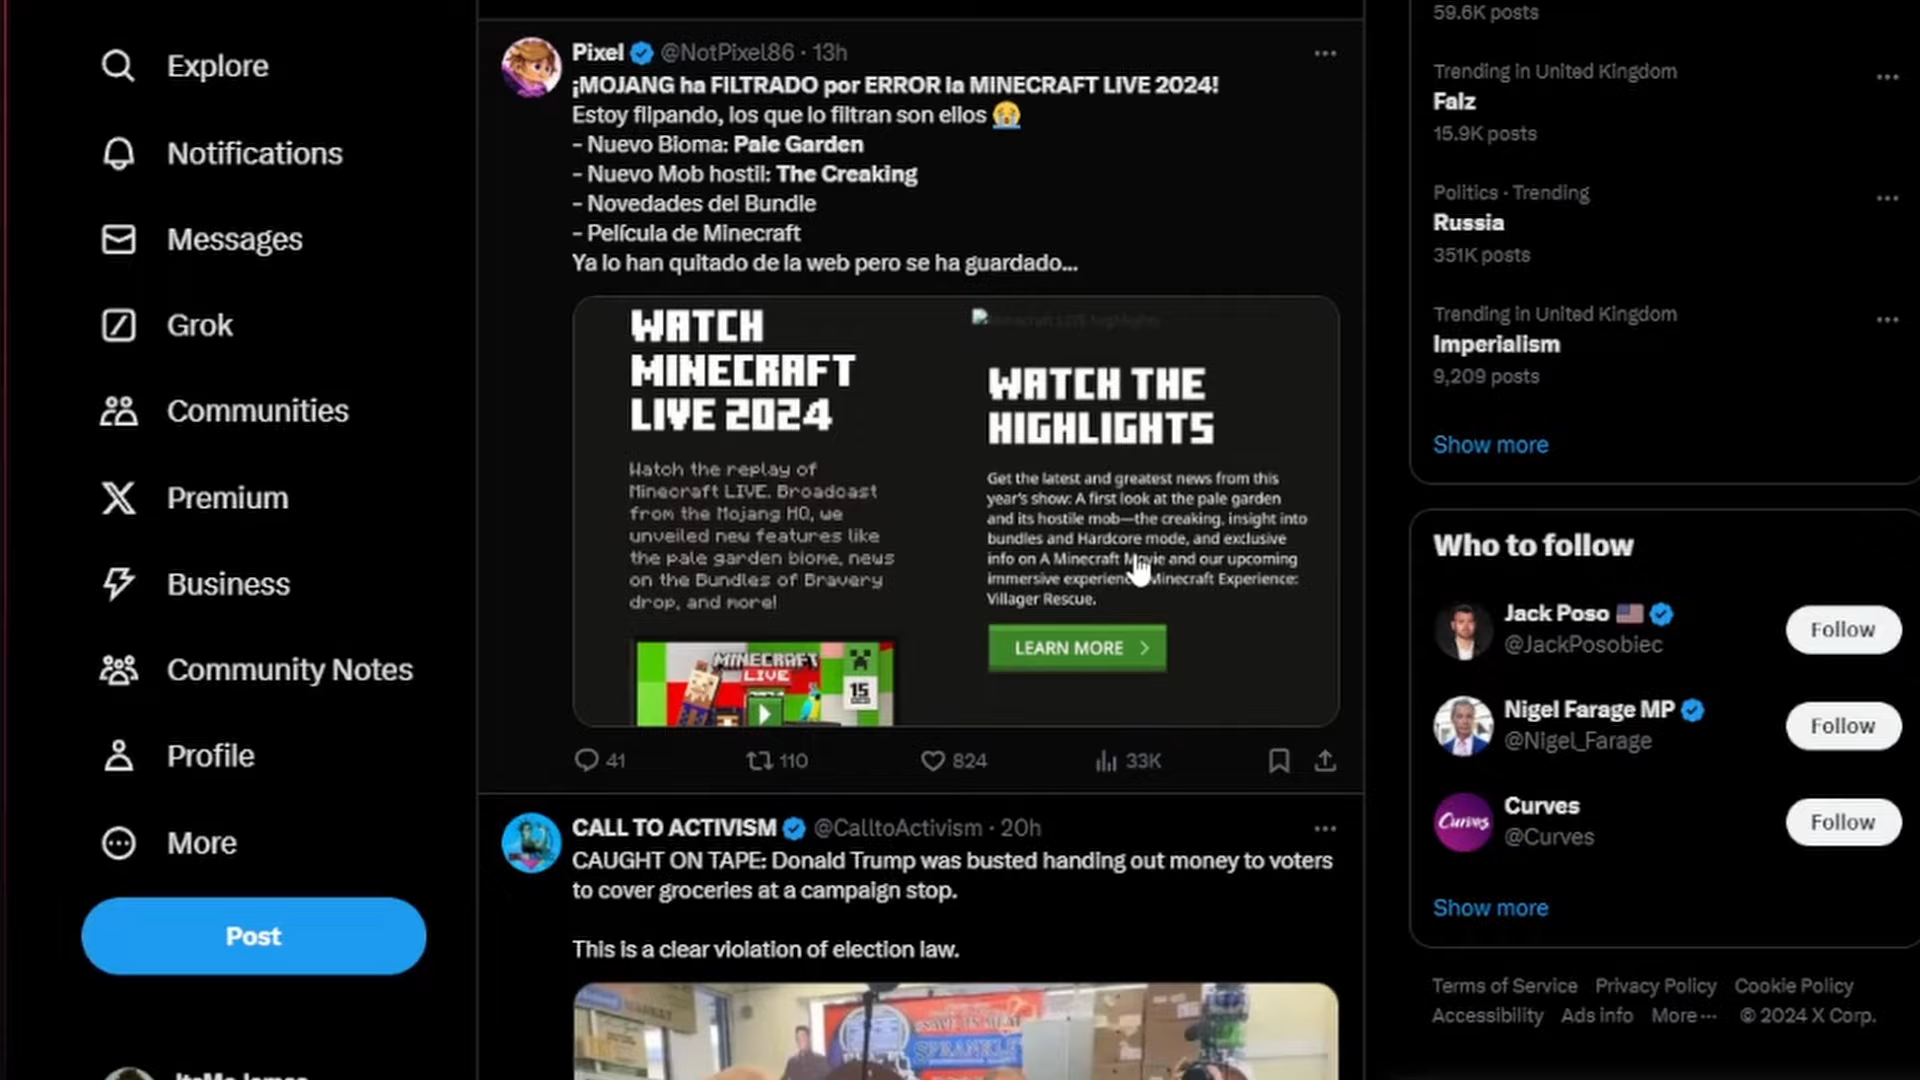 Explore
Notifications
Messages
Grok
Communities
Premium
Business
Community Notes
Profile
More
Post
Pixel @NotPixel86 · 13h
¡MOJANG ha FILTRADO por ERROR la MINECRAFT LIVE 2024!
Estoy flipando, los que lo filtran son ellos 😭
- Nuevo Bioma: Pale Garden
- Nuevo Mob hostil: The Creaking
- Novedades del Bundle
- Película de Minecraft
Ya lo han quitado de la web pero se ha guardado...
WATCH
MINECRAFT
LIVE 2024
Watch the replay of
Minecraft LIVE. Broadcast
from the Mojang HQ, we
unveiled new features like
the pale garden biome, news
on the Bundles of Bravery
drop, and more!
MINECRAFT
LIVE
2024
15
Minecraft LIVE highlights
WATCH THE
HIGHLIGHTS
Get the latest and greatest news from this
year's show: A first look at the pale garden
and its hostile mob—the creaking, insight into
bundles and Hardcore mode, and exclusive
info on A Minecraft Movie and our upcoming
immersive experience Minecraft Experience:
Villager Rescue.
LEARN MORE
41 110 824 33K
CALL TO ACTIVISM @CalltoActivism · 20h
CAUGHT ON TAPE: Donald Trump was busted handing out money to voters
to cover groceries at a campaign stop.
This is a clear violation of election law.
59.6K posts
Trending in United Kingdom
Falz
15.9K posts
Politics · Trending
Russia
351K posts
Trending in United Kingdom
Imperialism
9,209 posts
Show more
Who to follow
Jack Poso 🇺🇸
@JackPosobiec
Follow
Nigel Farage MP
@Nigel_Farage
Follow
Curves
Curves
@Curves
Follow
Show more
Terms of Service Privacy Policy Cookie Policy
Accessibility Ads info More··· © 2024 X Corp.